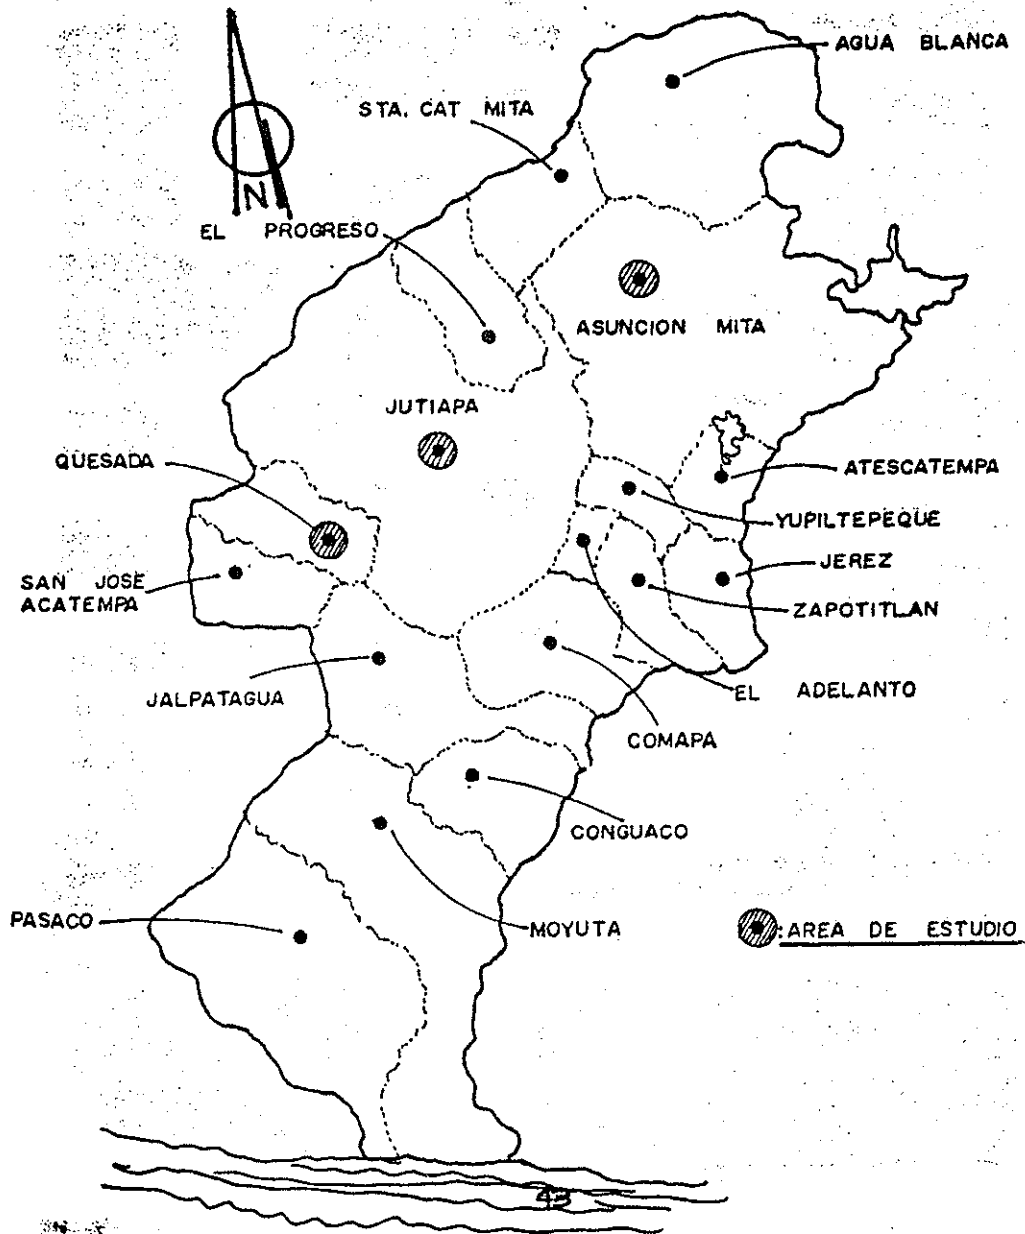 AGUA BLANCA
STA. CAT MITA
N
EL PROGRESO
ASUNCION MITA
JUTIAPA
QUESADA
ATESCATEMPA
YUPILTEPEQUE
JEREZ
SAN JOSE
ACATEMPA
ZAPOTITLAN
JALPATAGUA
EL ADELANTO
COMAPA
CONGUACO
PASACO
MOYUTA
:AREA DE ESTUDIO
43